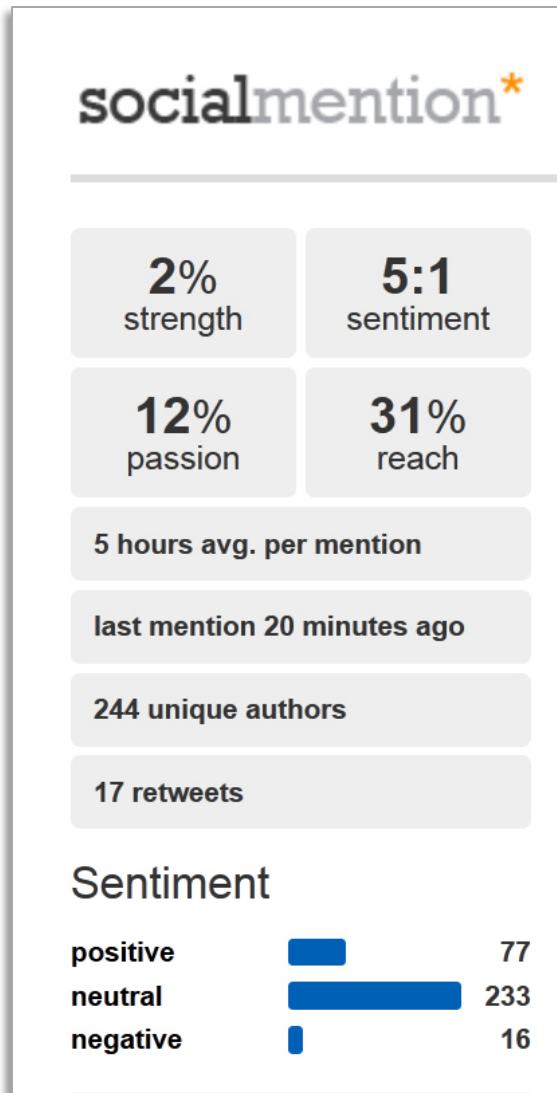 socialmention*
2%
strength
5:1
sentiment
12%
passion
31%
reach
5 hours avg. per mention
last mention 20 minutes ago
244 unique authors
17 retweets
Sentiment
positive 77
neutral 233
negative 16